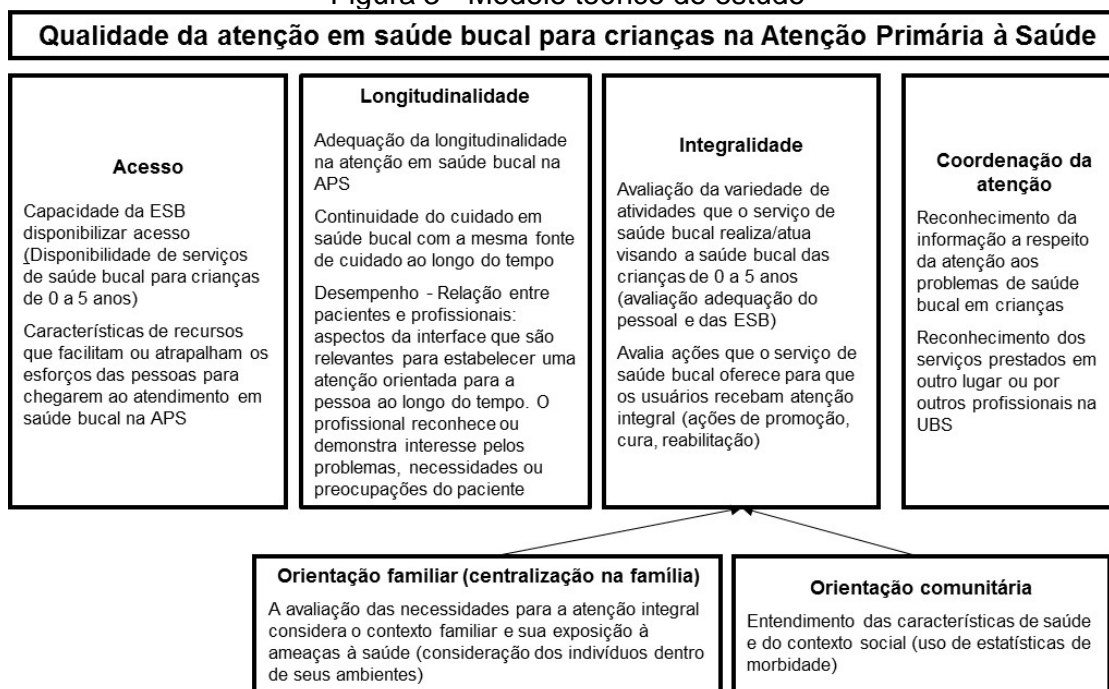 Figura 3 - Modelo teórico do estudo
Qualidade da atenção em saúde bucal para crianças na Atenção Primária à Saúde
Acesso
Capacidade da ESB
disponibilizar acesso
(Disponibilidade de serviços
de saúde bucal para crianças
de 0 a 5 anos)
Características de recursos
que facilitam ou atrapalham os
esforços das pessoas para
chegarem ao atendimento em
saúde bucal na APS
Longitudinalidade
Adequação da longitudinalidade
na atenção em saúde bucal na
APS
Continuidade do cuidado em
saúde bucal com a mesma fonte
de cuidado ao longo do tempo
Desempenho - Relação entre
pacientes e profissionais:
aspectos da interface que são
relevantes para estabelecer uma
atenção orientada para a
pessoa ao longo do tempo. O
profissional reconhece ou
demonstra interesse pelos
problemas, necessidades ou
preocupações do paciente
Integralidade
Avaliação da variedade de
atividades que o serviço de
saúde bucal realiza/atua
visando a saúde bucal das
crianças de 0 a 5 anos
(avaliação adequação do
pessoal e das ESB)
Avalia ações que o serviço de
saúde bucal oferece para que
os usuários recebam atenção
integral (ações de promoção,
cura, reabilitação)
Coordenação da
atenção
Reconhecimento da
informação a respeito
da atenção aos
problemas de saúde
bucal em crianças
Reconhecimento dos
serviços prestados em
outro lugar ou por
outros profissionais na
UBS
Orientação familiar (centralização na família)
A avaliação das necessidades para a atenção integral
considera o contexto familiar e sua exposição à
ameaças à saúde (consideração dos indivíduos dentro
de seus ambientes)
Orientação comunitária
Entendimento das características de saúde
e do contexto social (uso de estatísticas de
morbidade)